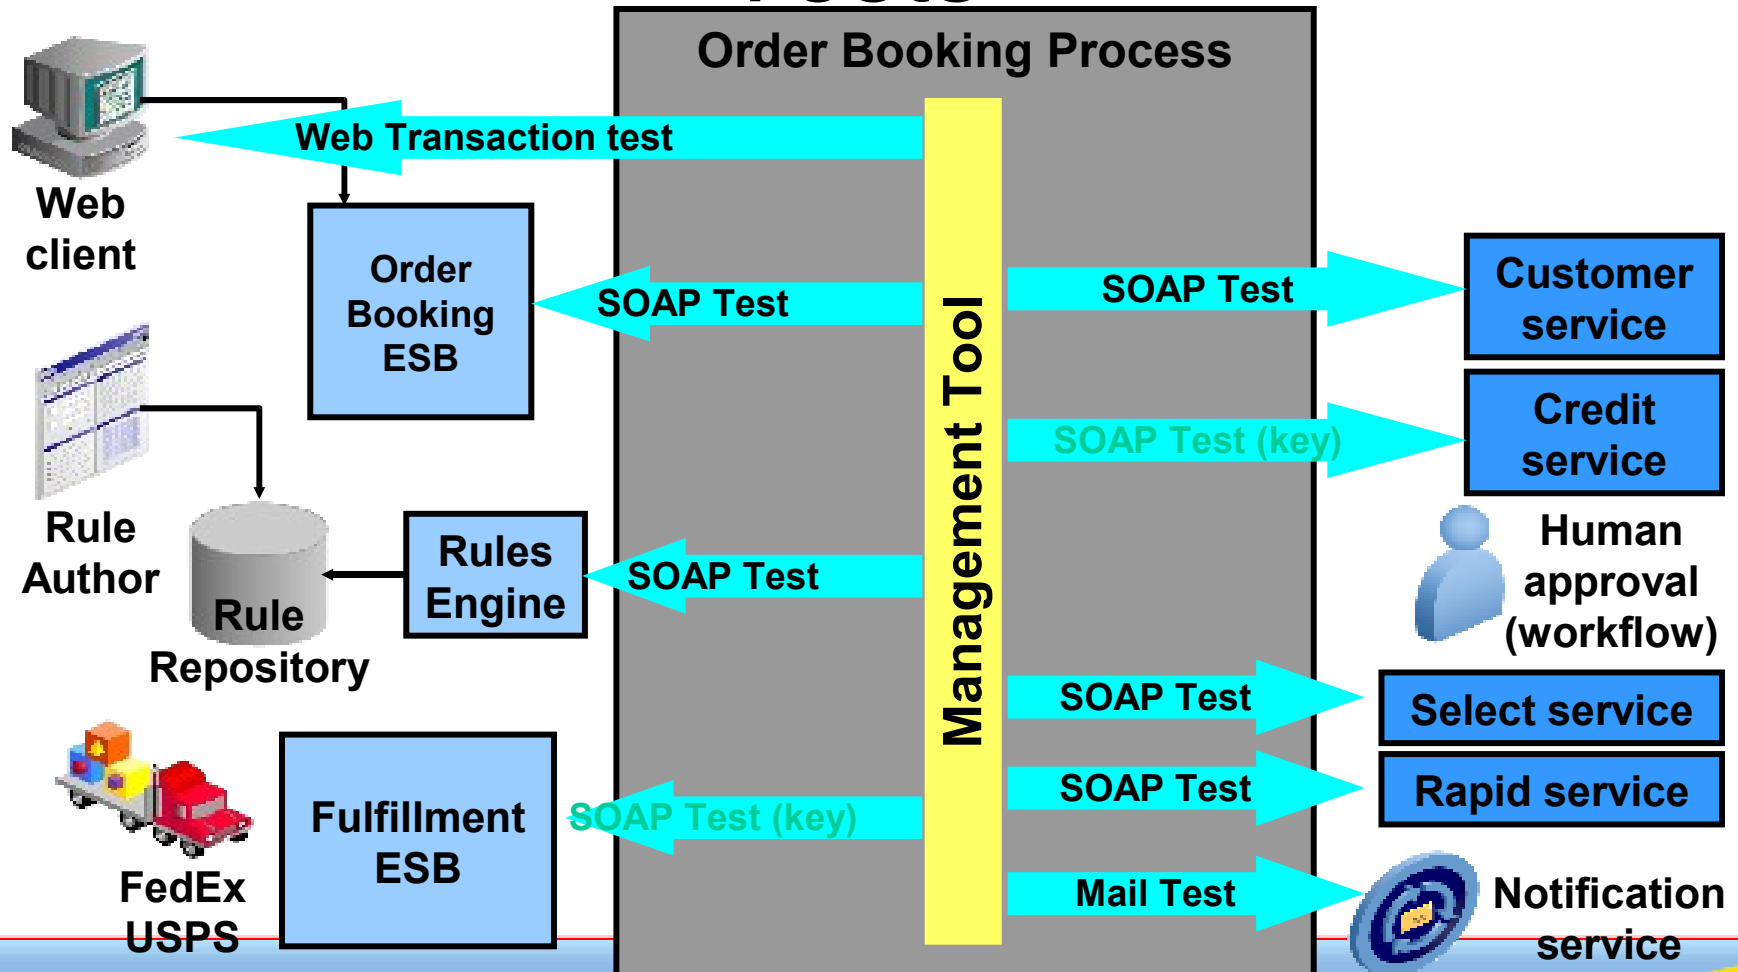 Order Booking Process
Web Transaction test
Web
client
Order
Booking
ESB
SOAP Test
SOAP Test
Customer
service
Management Tool
SOAP Test (key)
Credit
service
Rule
Author
Rule
Repository
Rules
Engine
SOAP Test
Human
approval
(workflow)
SOAP Test
Select service
SOAP Test
Rapid service
Fulfillment
ESB
SOAP Test (key)
FedEx
USPS
Mail Test
Notification
service